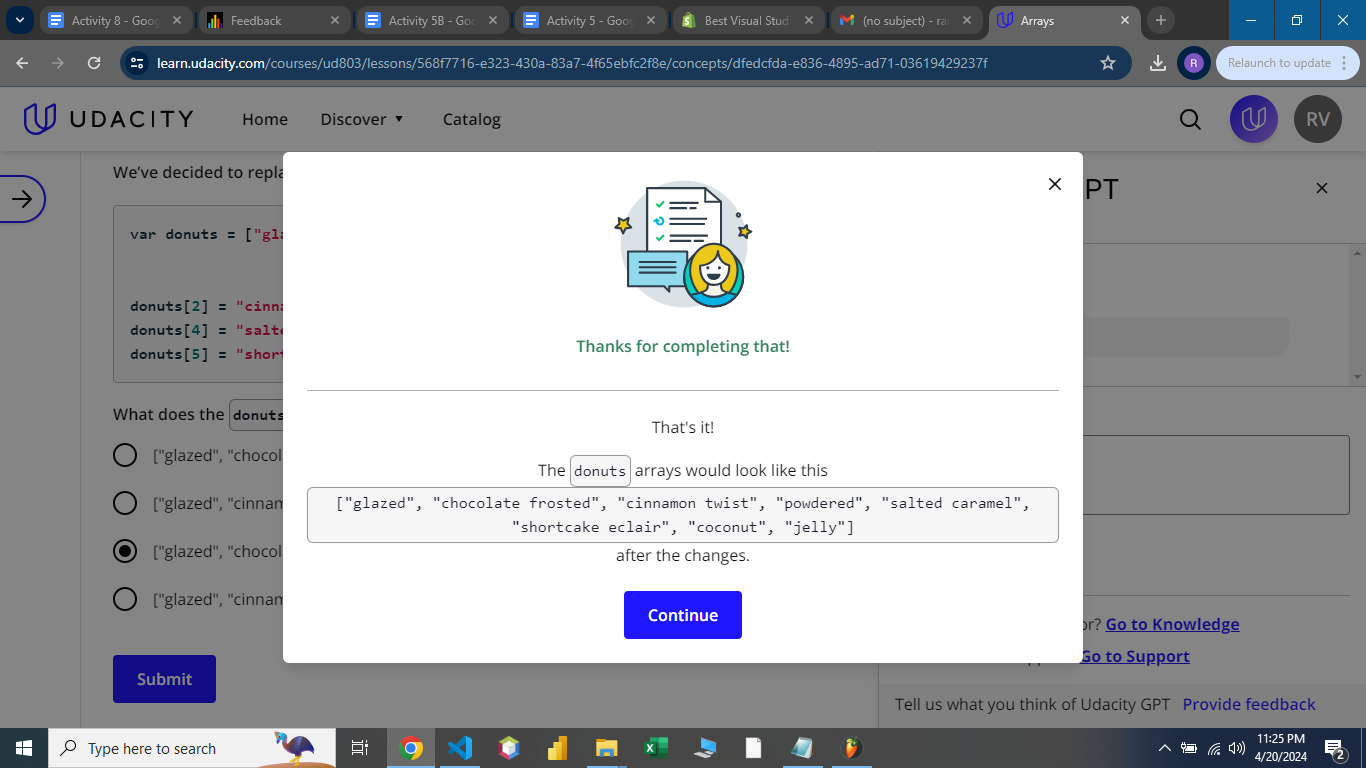 Activity 8 - Goog
Feedback
Activity 5B - Goo
Activity 5 - Goog
Best Visual Studi
(no subject) - rar
Arrays
learn.udacity.com/courses/ud803/lessons/568f7716-e323-430a-83a7-4f65ebfc2f8e/concepts/dfedcfda-e836-4895-ad71-03619429237f
R
Relaunch to update
UDACITY
Home
Discover
Catalog
RV
We've decided to repla
PT
var donuts = ["gla
donuts[2] = "cinna
donuts[4] = "salte
donuts[5] = "short
What does the donuts
["glazed", "chocol
["glazed", "cinnam
["glazed", "chocol
["glazed", "cinnam
Submit
Thanks for completing that!
That's it!
The donuts arrays would look like this
["glazed", "chocolate frosted", "cinnamon twist", "powdered", "salted caramel",
"shortcake eclair", "coconut", "jelly"]
after the changes.
Continue
or? Go to Knowledge
Go to Support
Tell us what you think of Udacity GPT Provide feedback
Type here to search
11:25 PM
4/20/2024
2